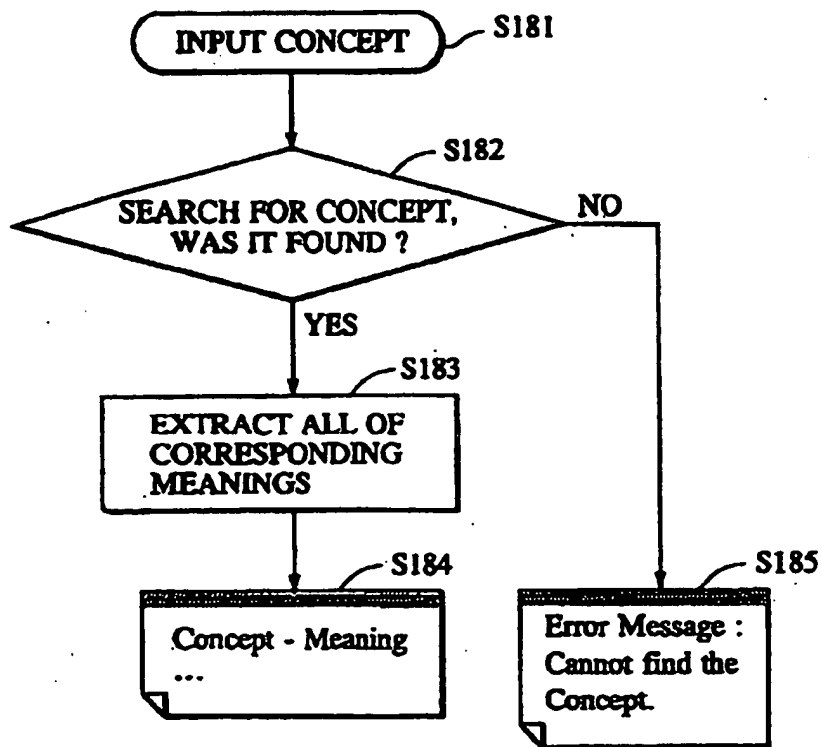 INPUT CONCEPT
S181
S182
SEARCH FOR CONCEPT,
WAS IT FOUND ?
NO
YES
S183
EXTRACT ALL OF
CORRESPONDING
MEANINGS
S184
Concept - Meaning
...
S185
Error Message :
Cannot find the
Concept.